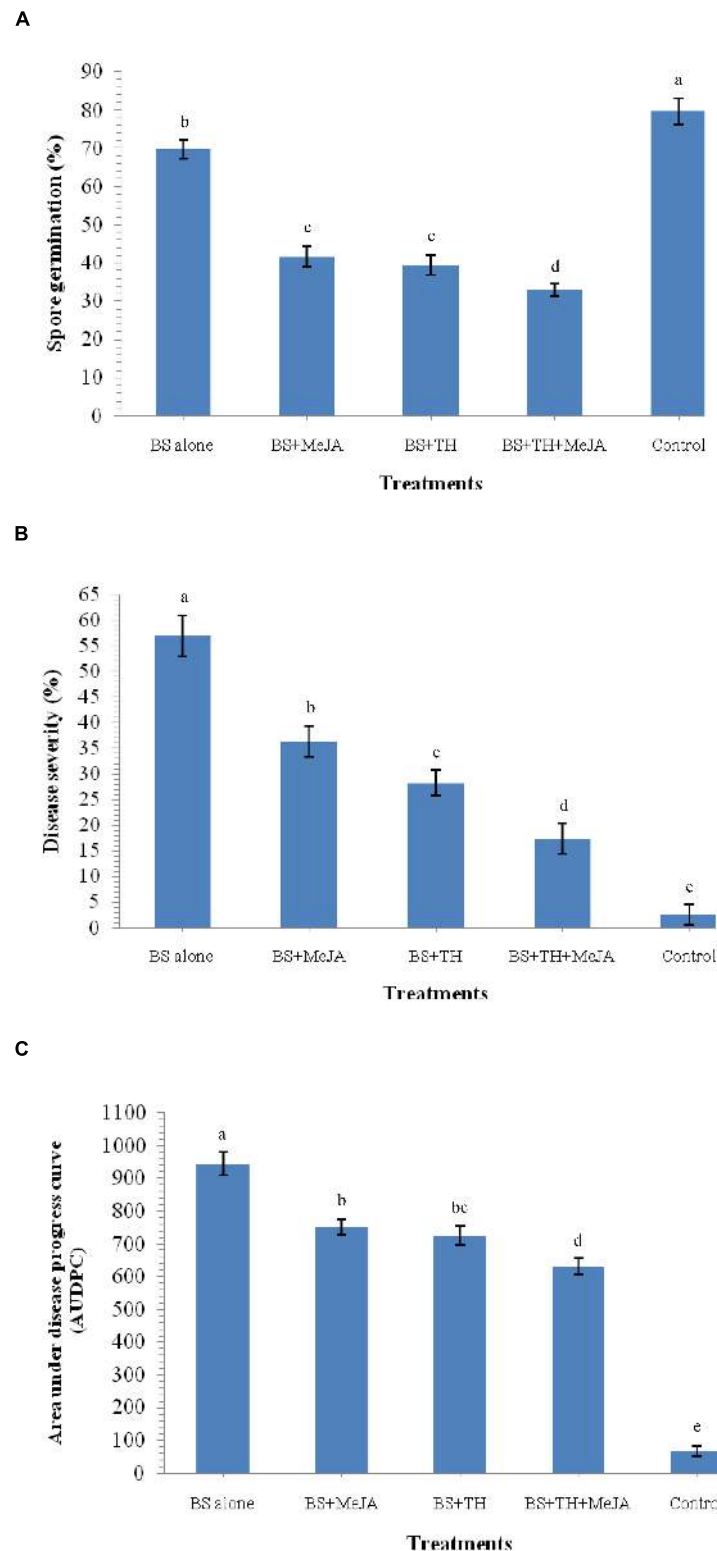 A
Spore germination (%)
90
80
70
60
50
40
30
20
10
0
b
c
c
d
a
BS alone
BS+MeJA
BS+TH
BS+TH+MeJA
Control
Treatments
B
Disease severity (%)
65
60
55
50
45
40
35
30
25
20
15
10
5
0
a
b
c
d
e
BS alone
BS+MeJA
BS+TH
BS+TH+MeJA
Control
Treatments
C
Area under disease progress curve
(AUDPC)
1100
1000
900
800
700
600
500
400
300
200
100
0
a
b
bc
d
e
BS alone
BS+MeJA
BS+TH
BS+TH+MeJA
Contro
Treatments